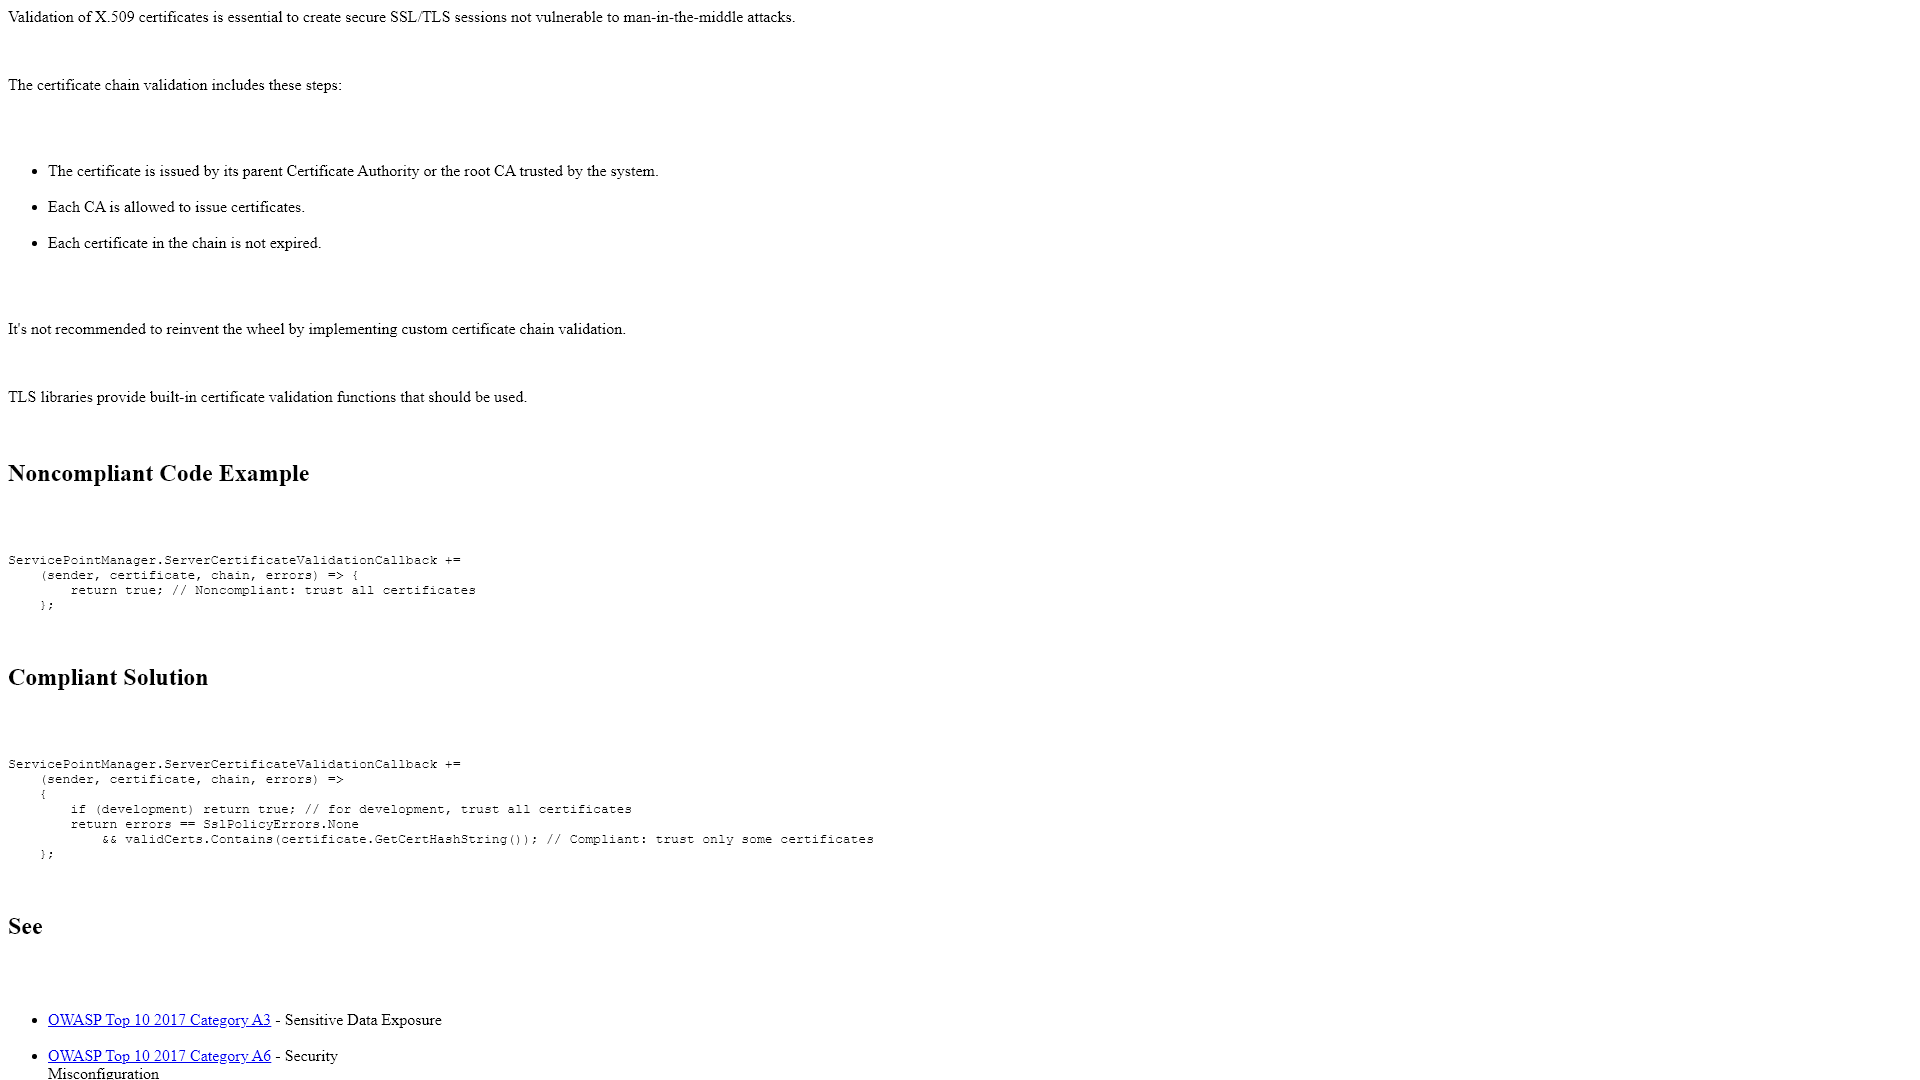 Validation of X.509 certificates is essential to create secure SSL/TLS sessions not vulnerable to man-in-the-middle attacks.
The certificate chain validation includes these steps:
• The certificate is issued by its parent Certificate Authority or the root CA trusted by the system.
• Each CA is allowed to issue certificates.
• Each certificate in the chain is not expired.
It's not recommended to reinvent the wheel by implementing custom certificate chain validation.
TLS libraries provide built-in certificate validation functions that should be used.
Noncompliant Code Example
ServicePointManager.ServerCertificateValidationCallback +=
    (sender, certificate, chain, errors) => {
        return true; // Noncompliant: trust all certificates
    };
Compliant Solution
ServicePointManager.ServerCertificateValidationCallback +=
    (sender, certificate, chain, errors) =>
    {
        if (development) return true; // for development, trust all certificates
        return errors == SslPolicyErrors.None
            && validCerts.Contains(certificate.GetCertHashString()); // Compliant: trust only some certificates
    };
See
• OWASP Top 10 2017 Category A3 - Sensitive Data Exposure
• OWASP Top 10 2017 Category A6 - Security
Misconfiguration